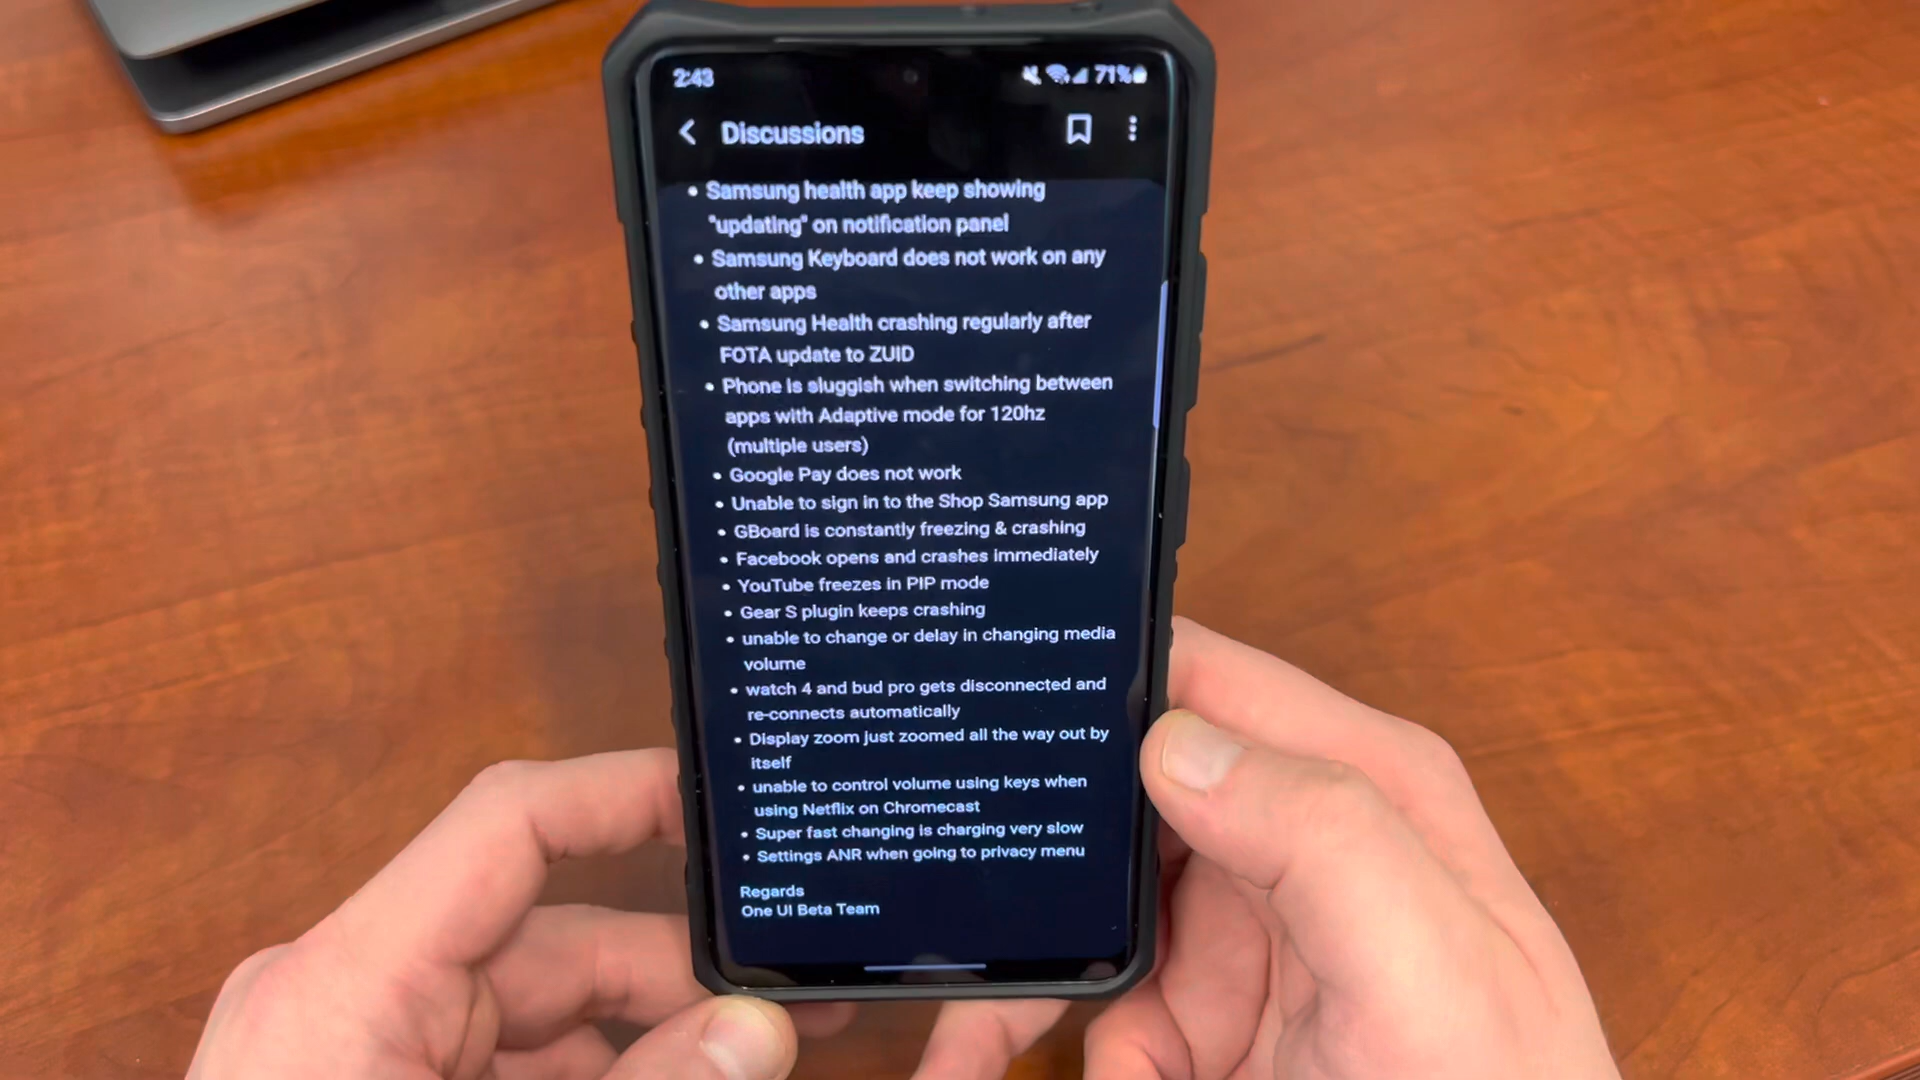 2:43 71%
Discussions
• Samsung health app keep showing
"updating" on notification panel
• Samsung Keyboard does not work on any
other apps
• Samsung Health crashing regularly after
FOTA update to ZUID
• Phone is sluggish when switching between
apps with Adaptive mode for 120hz
(multiple users)
• Google Pay does not work
• Unable to sign in to the Shop Samsung app
• GBoard is constantly freezing & crashing
• Facebook opens and crashes immediately
• YouTube freezes in PIP mode
• Gear S plugin keeps crashing
• unable to change or delay in changing media
volume
• watch 4 and bud pro gets disconnected and
re-connects automatically
• Display zoom just zoomed all the way out by
itself
• unable to control volume using keys when
using Netflix on Chromecast
• Super fast changing is charging very slow
• Settings ANR when going to privacy menu
Regards
One UI Beta Team